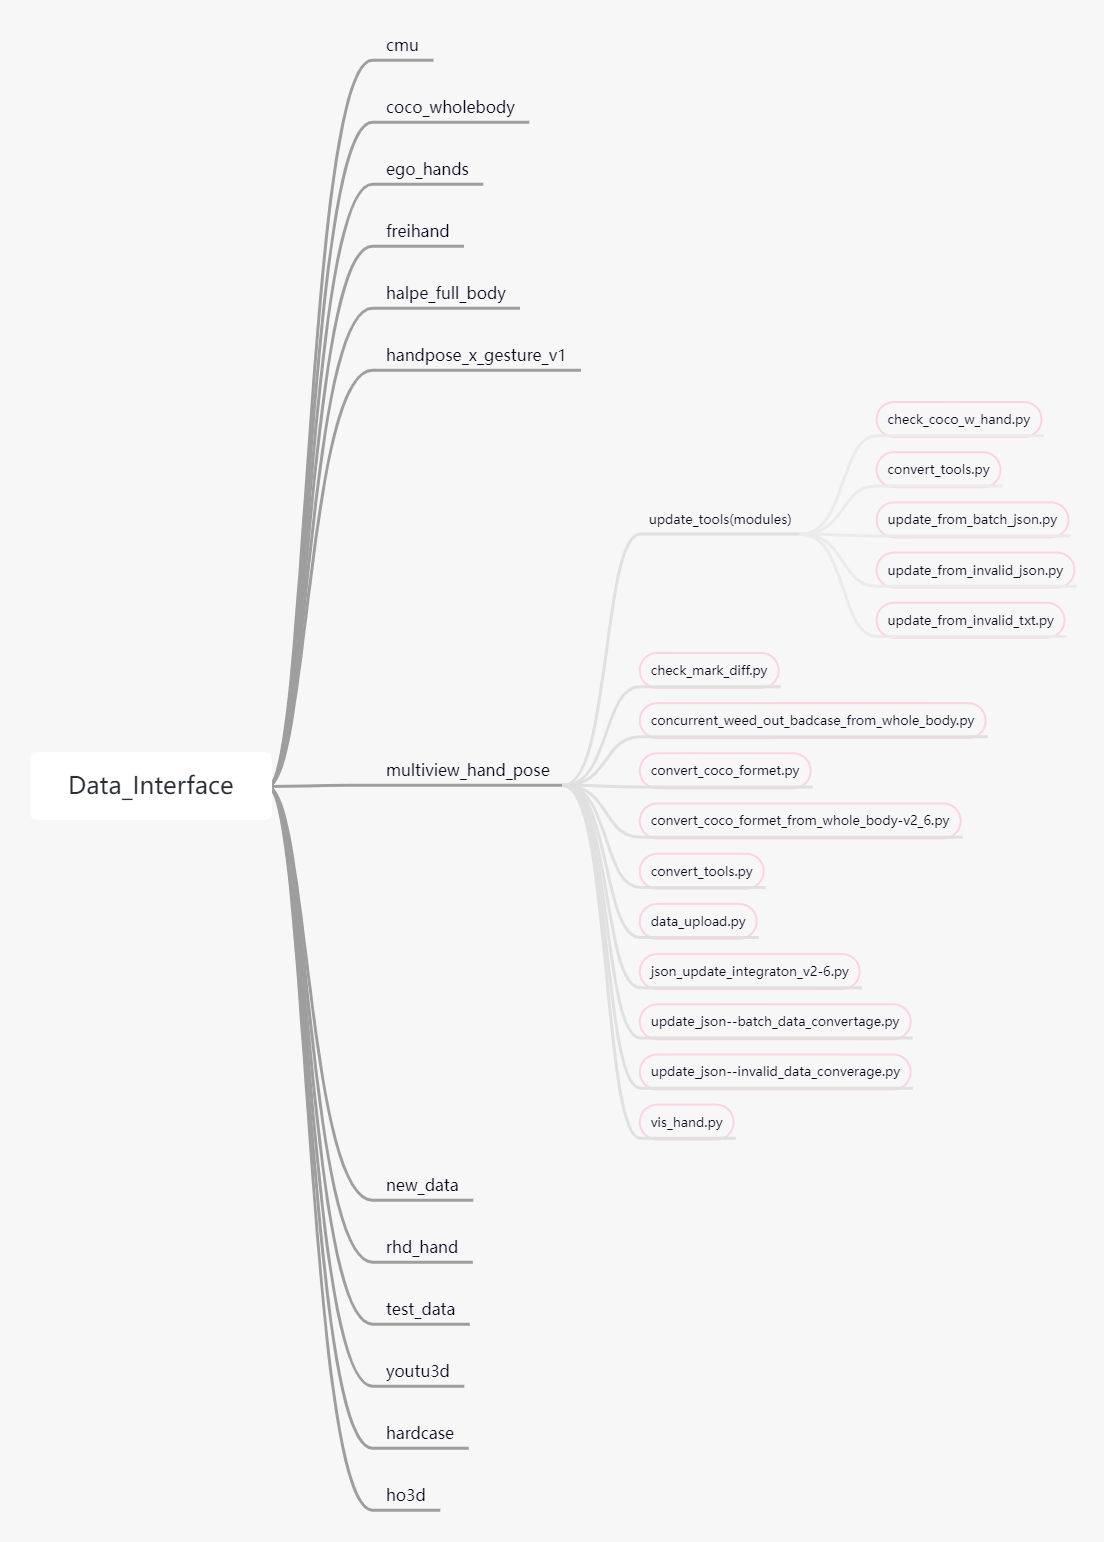 Data_Interface
cmu
coco_wholebody
ego_hands
freihand
halpe_full_body
handpose_x_gesture_v1
multiview_hand_pose
update_tools(modules)
check_coco_w_hand.py
convert_tools.py
update_from_batch_json.py
update_from_invalid_json.py
update_from_invalid_txt.py
check_mark_diff.py
concurrent_weed_out_badcase_from_whole_body.py
convert_coco_formet.py
convert_coco_formet_from_whole_body-v2_6.py
convert_tools.py
data_upload.py
json_update_integraton_v2-6.py
update_json--batch_data_convertage.py
update_json--invalid_data_converage.py
vis_hand.py
new_data
rhd_hand
test_data
youtu3d
hardcase
ho3d